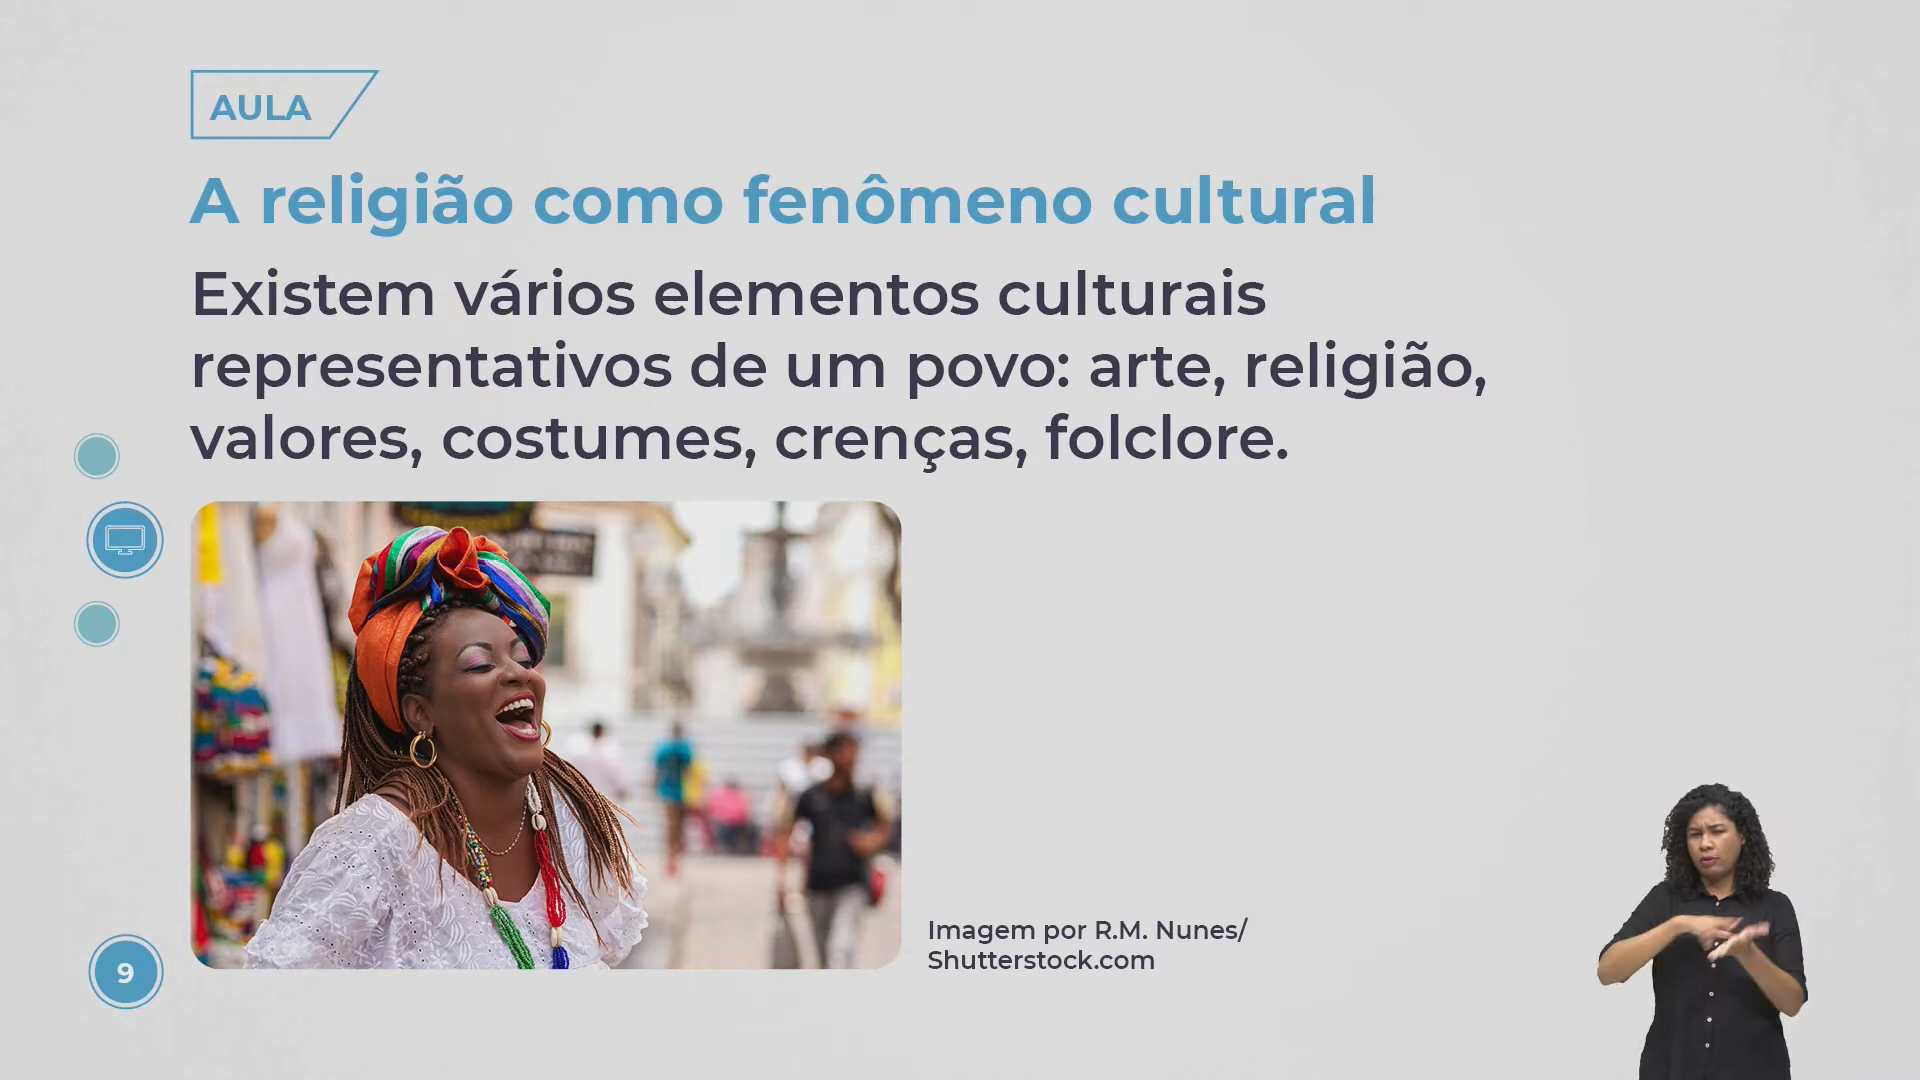 AULA
A religião como fenômeno cultural
Existem vários elementos culturais
representativos de um povo: arte, religião,
valores, costumes, crenças, folclore.
Imagem por R.M. Nunes/
Shutterstock.com
9